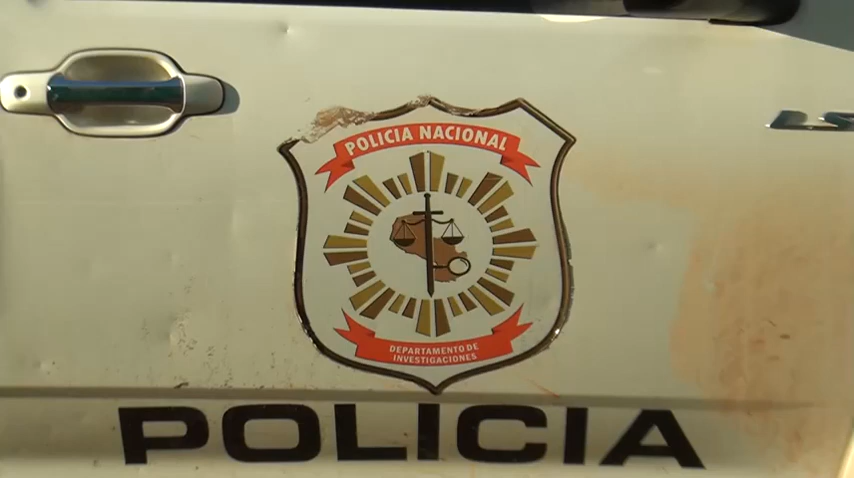 POLICIA NACIONAL
DEPARTAMENTO DE
INVESTIGACIONES
POLICIA